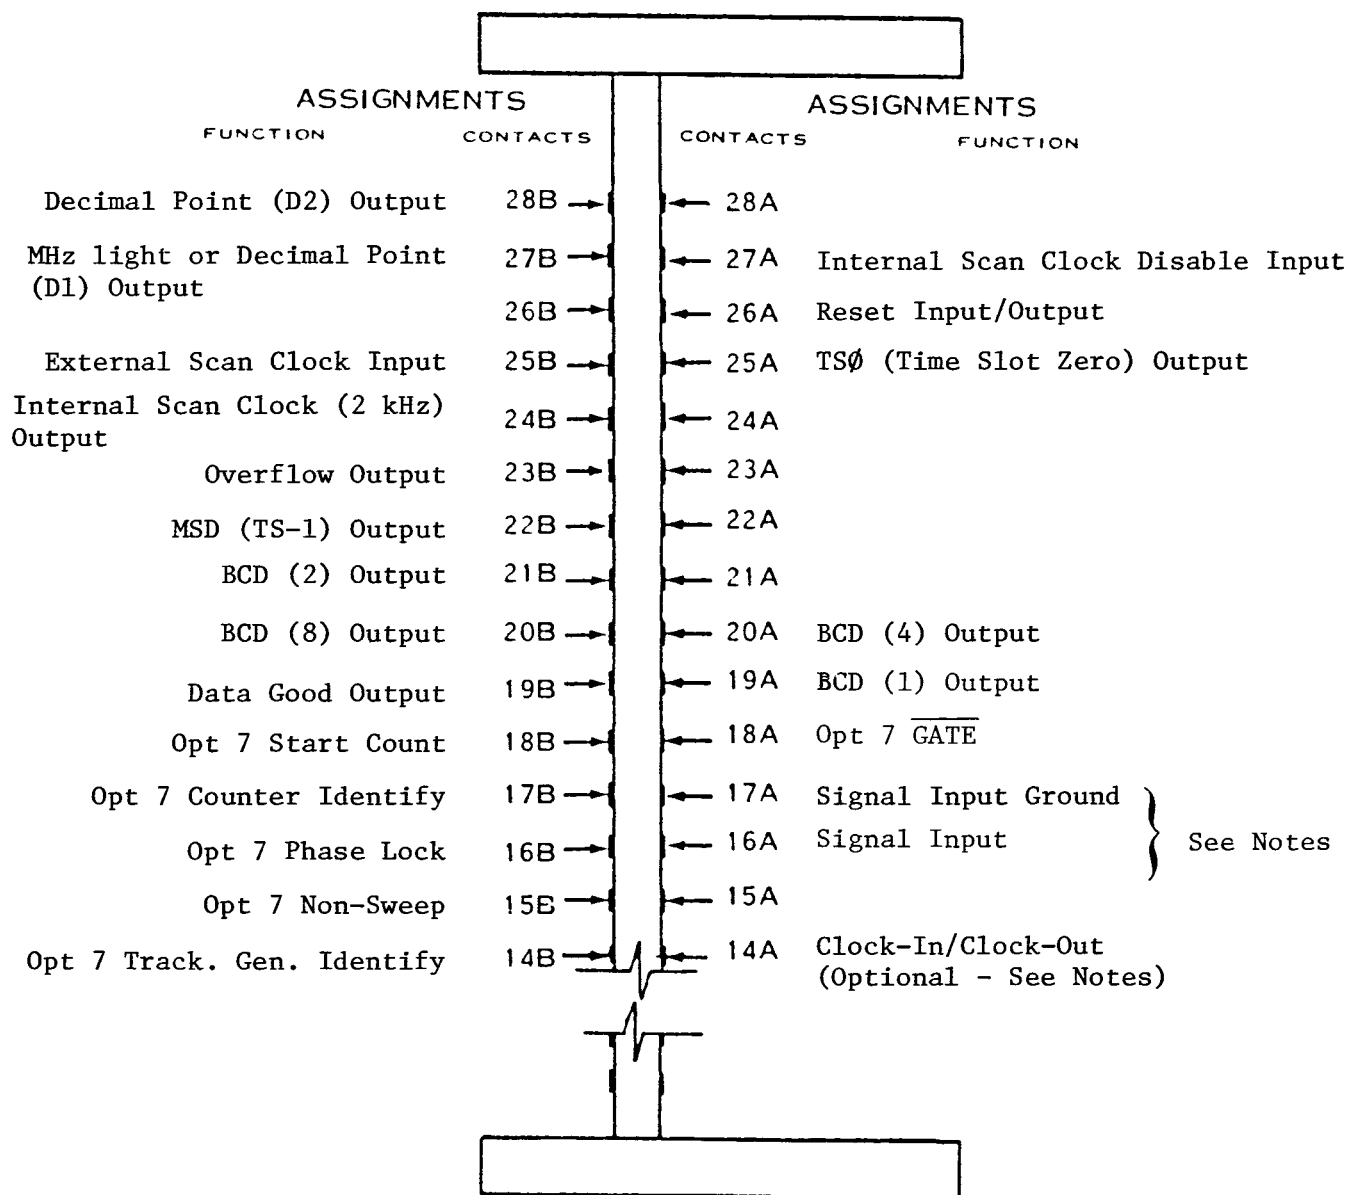 ASSIGNMENTS ASSIGNMENTS
FUNCTION CONTACTS CONTACTS FUNCTION
Decimal Point (D2) Output 28B 28A
MHz light or Decimal Point 27B 27A Internal Scan Clock Disable Input
(D1) Output
26B 26A Reset Input/Output
External Scan Clock Input 25B 25A TSØ (Time Slot Zero) Output
Internal Scan Clock (2 kHz) 24B 24A
Output
Overflow Output 23B 23A
MSD (TS-1) Output 22B 22A
BCD (2) Output 21B 21A
BCD (8) Output 20B 20A BCD (4) Output
Data Good Output 19B 19A BCD (1) Output
Opt 7 Start Count 18B 18A Opt 7 G̅A̅T̅E̅
Opt 7 Counter Identify 17B 17A Signal Input Ground
Opt 7 Phase Lock 16B 16A Signal Input See Notes
Opt 7 Non-Sweep 15B 15A
Opt 7 Track. Gen. Identify 14B 14A Clock-In/Clock-Out
(Optional - See Notes)